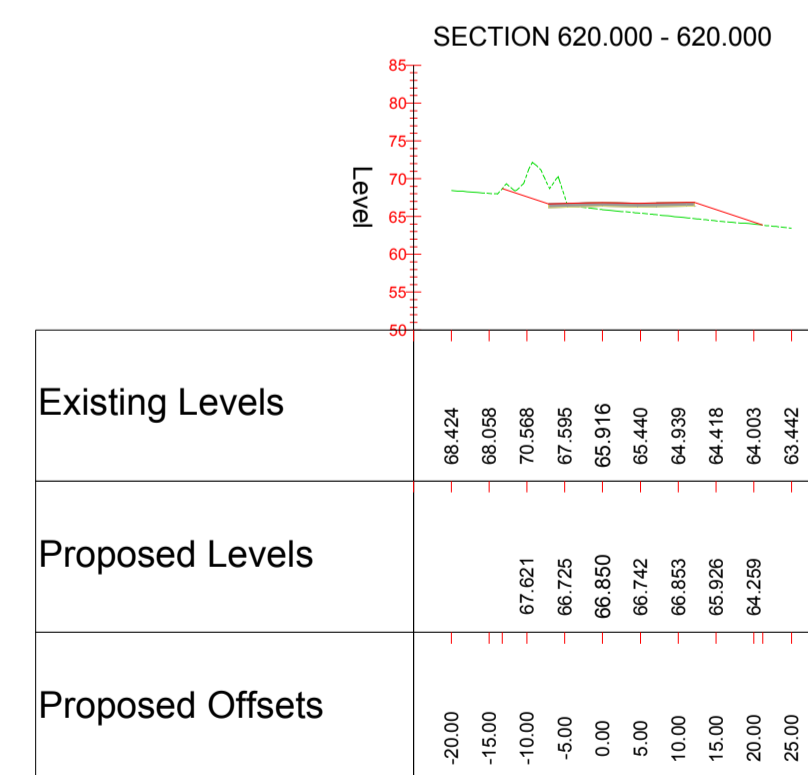 SECTION 620.000 - 620.000
85
80
75
70
65
60
55
50
Level
Existing Levels
68.424 68.058 70.568 67.595 65.916 65.440 64.939 64.418 64.003 63.442
Proposed Levels
67.621 66.725 66.850 66.742 66.853 65.926 64.259
Proposed Offsets
-20.00 -15.00 -10.00 -5.00 0.00 5.00 10.00 15.00 20.00 25.00